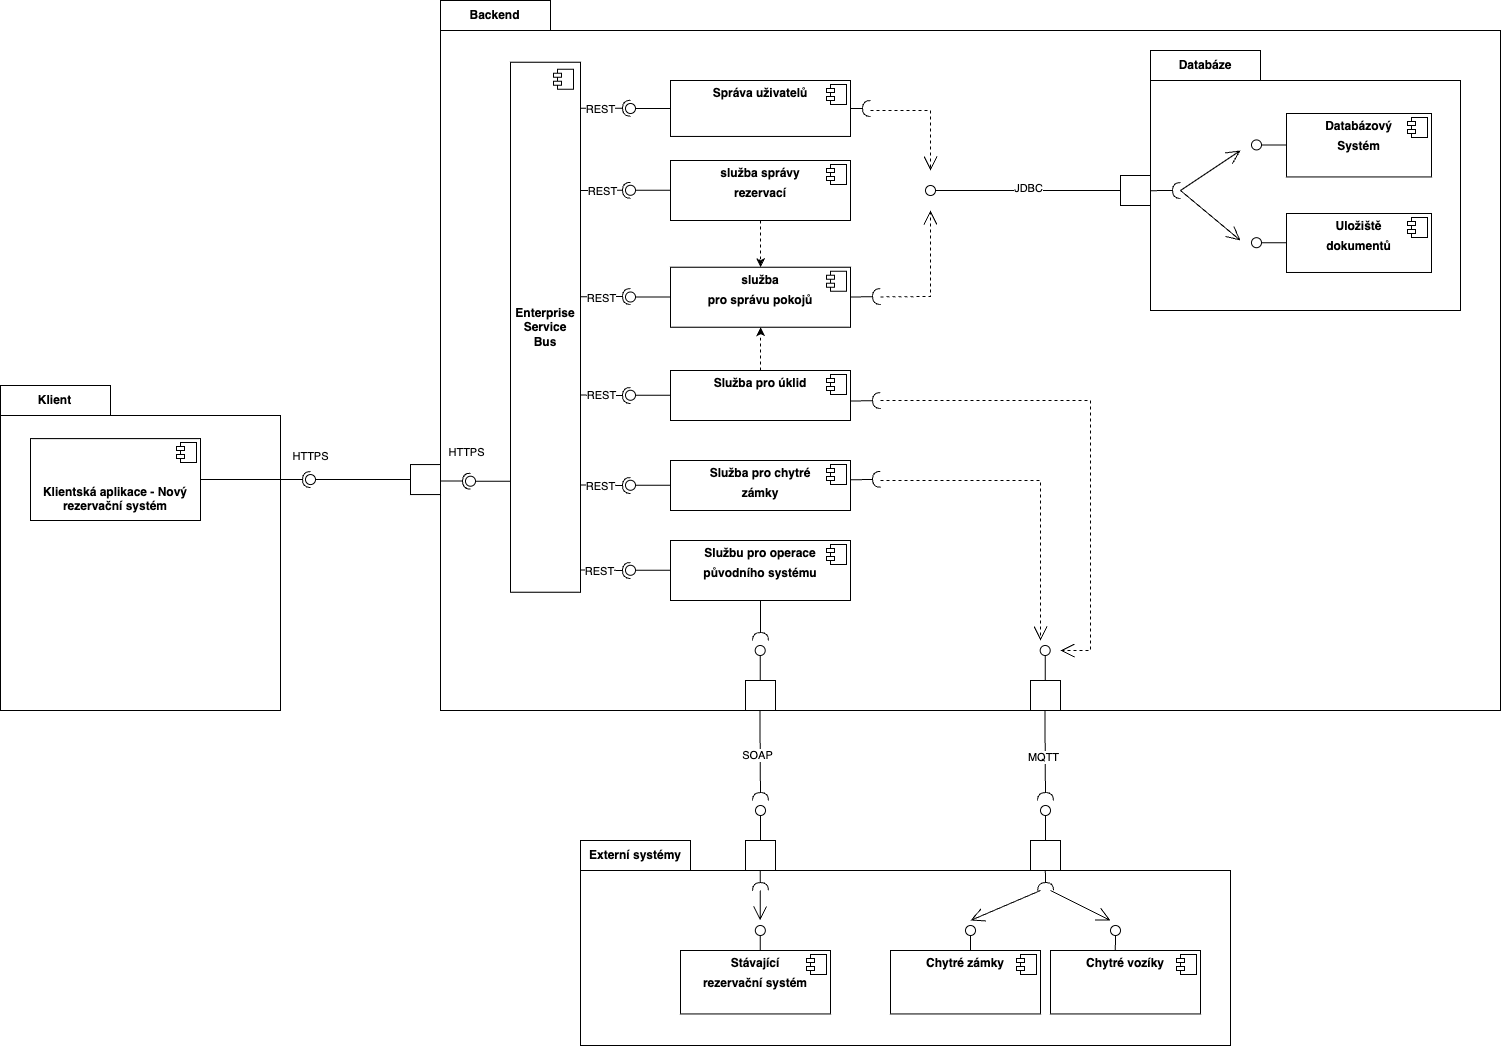 Backend
Databáze
Správa uživatelů
REST
Databázový
Systém
služba správy
rezervací
REST
JDBC
Uložiště
dokumentů
služba
pro správu pokojů
REST
Enterprise
Service
Bus
Služba pro úklid
REST
Klient
HTTPS
HTTPS
Klientská aplikace - Nový
rezervační systém
Služba pro chytré
zámky
REST
Službu pro operace
původního systému
REST
SOAP
MQTT
Externí systémy
Stávající
rezervační systém
Chytré zámky
Chytré vozíky